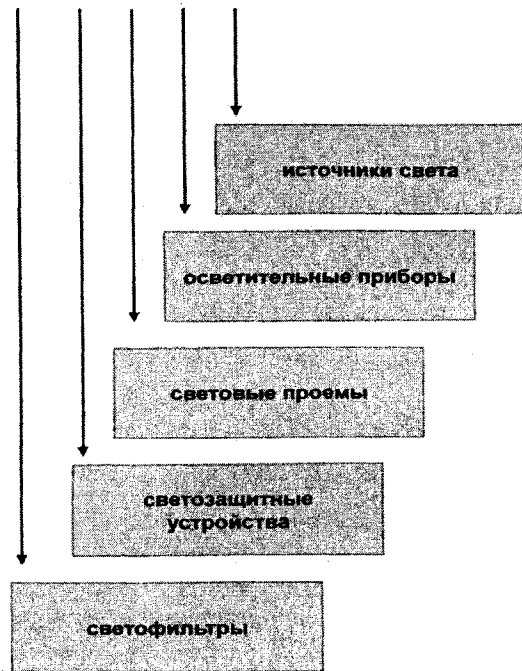 источники света
осветительные приборы
световые проемы
светозащитные
устройства
светофильтры